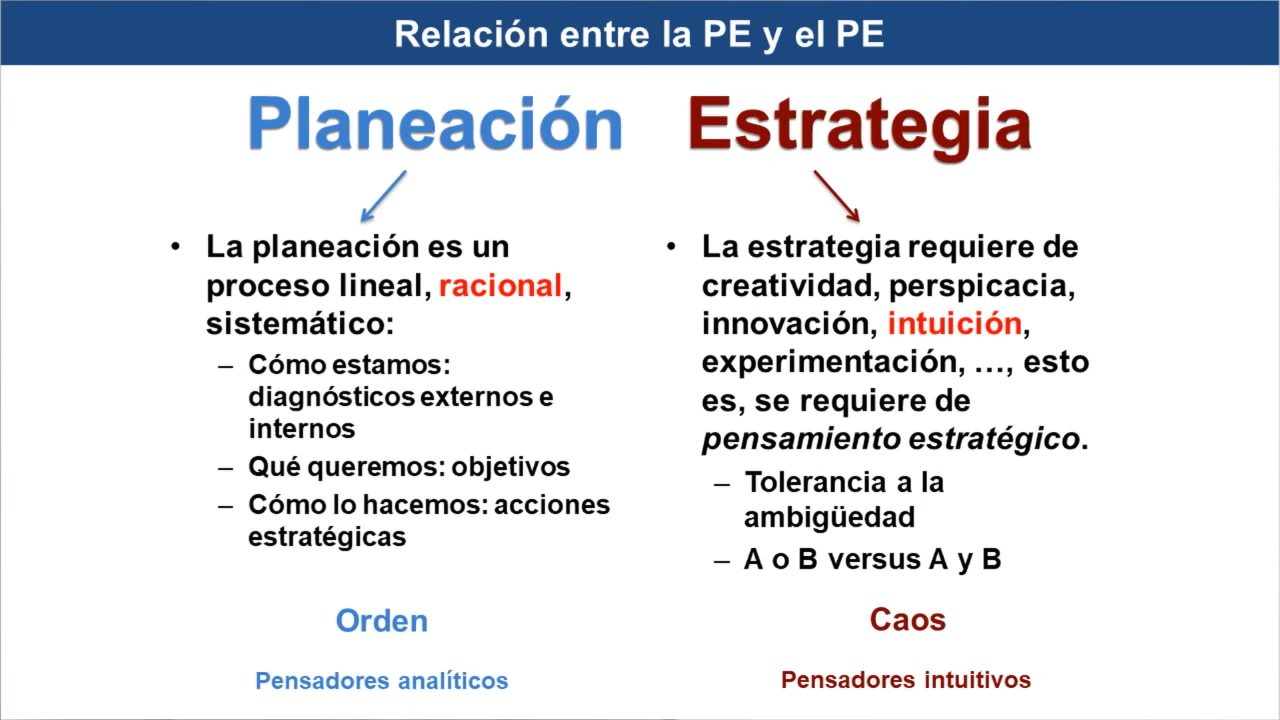 Relación entre la PE y el PE
Planeación
• La planeación es un
proceso lineal, racional,
sistemático:
– Cómo estamos:
diagnósticos externos e
internos
– Qué queremos: objetivos
– Cómo lo hacemos: acciones
estratégicas
Orden
Pensadores analíticos
Estrategia
• La estrategia requiere de
creatividad, perspicacia,
innovación, intuición,
experimentación, …, esto
es, se requiere de
pensamiento estratégico.
– Tolerancia a la
ambigüedad
– A o B versus A y B
Caos
Pensadores intuitivos